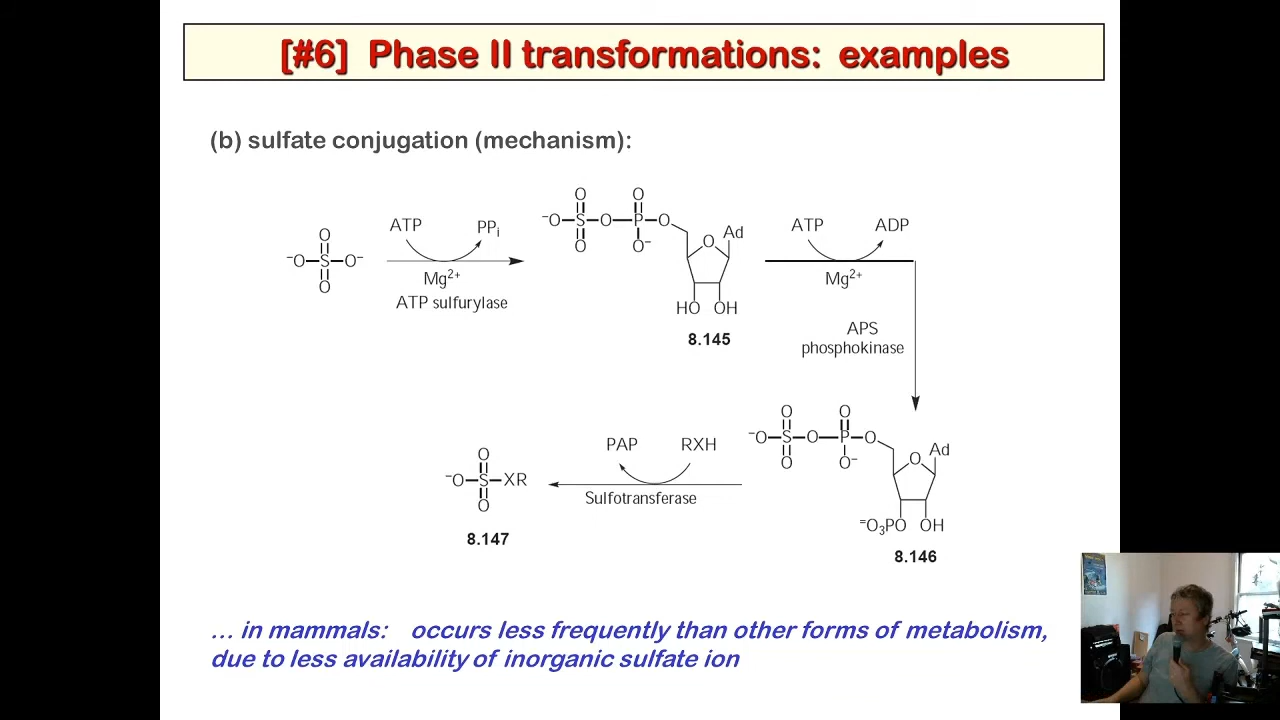 [#6] Phase II transformations: examples
(b) sulfate conjugation (mechanism):
⁻O–S–O⁻
O
O
ATP
PPᵢ
Mg²⁺
ATP sulfurylase
⁻O–S–O–P–O
O
O
O
O⁻
O
Ad
HO OH
8.145
ATP
ADP
Mg²⁺
APS
phosphokinase
⁻O–S–O–P–O
O
O
O
O⁻
O
Ad
⁼O₃PO OH
8.146
PAP
RXH
Sulfotransferase
⁻O–S–XR
O
O
8.147
... in mammals: occurs less frequently than other forms of metabolism,
due to less availability of inorganic sulfate ion